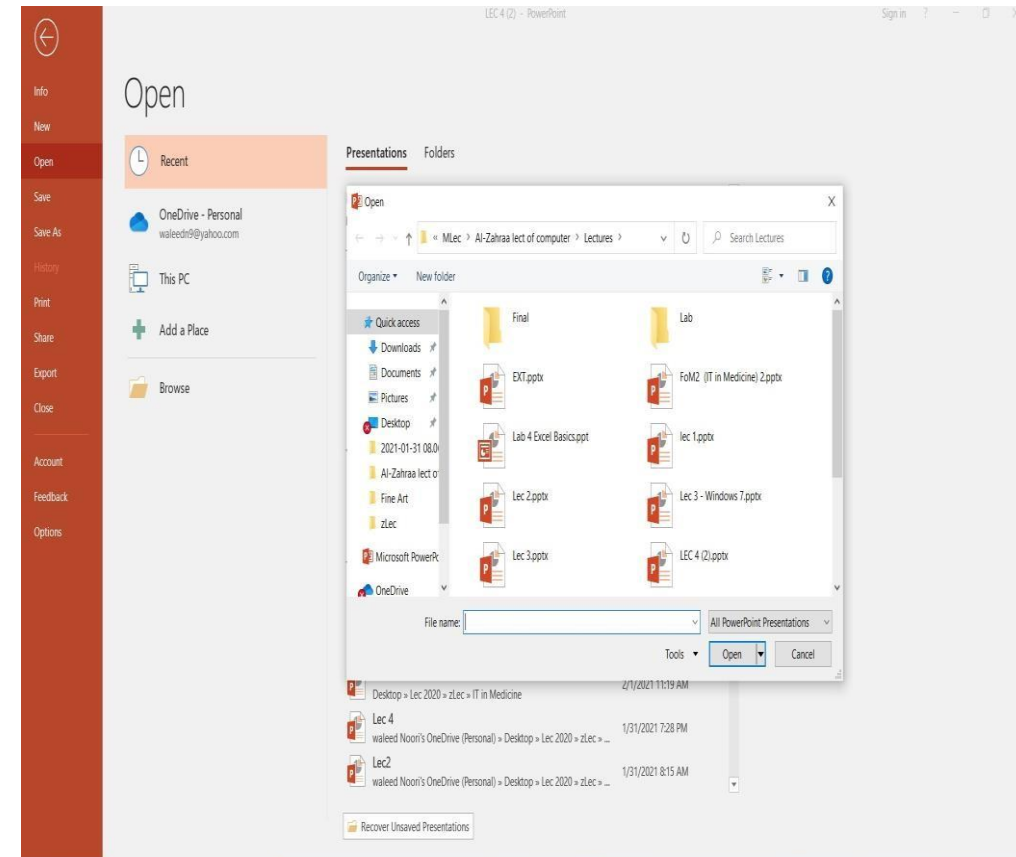 LEC 4 (2) - PowerPoint
Sign in ?
Info
New
Open
Save
Save As
History
Print
Share
Export
Close
Account
Feedback
Options
Open
Recent
OneDrive - Personal
waleedn9@yahoo.com
This PC
Add a Place
Browse
Presentations Folders
Open X
« MLec > Al-Zahraa lect of computer > Lectures >
Search Lectures
Organize New folder
Quick access
Downloads
Documents
Pictures
Desktop
2021-01-31 08.0
Al-Zahraa lect o
Fine Art
zLec
Microsoft PowerPc
OneDrive
Final
Lab
EXT.pptx
FoM2 (IT in Medicine) 2.pptx
Lab 4 Excel Basics.ppt
lec 1.pptx
Lec 2.pptx
Lec 3 - Windows 7.pptx
Lec 3.pptx
LEC 4 (2).pptx
File name:
All PowerPoint Presentations
Tools Open Cancel
Desktop » Lec 2020 » zLec » IT in Medicine
2/1/2021 11:19 AM
Lec 4
waleed Noori's OneDrive (Personal) » Desktop » Lec 2020 » zLec » ...
1/31/2021 7:28 PM
Lec2
waleed Noori's OneDrive (Personal) » Desktop » Lec 2020 » zLec » ...
1/31/2021 8:15 AM
Recover Unsaved Presentations